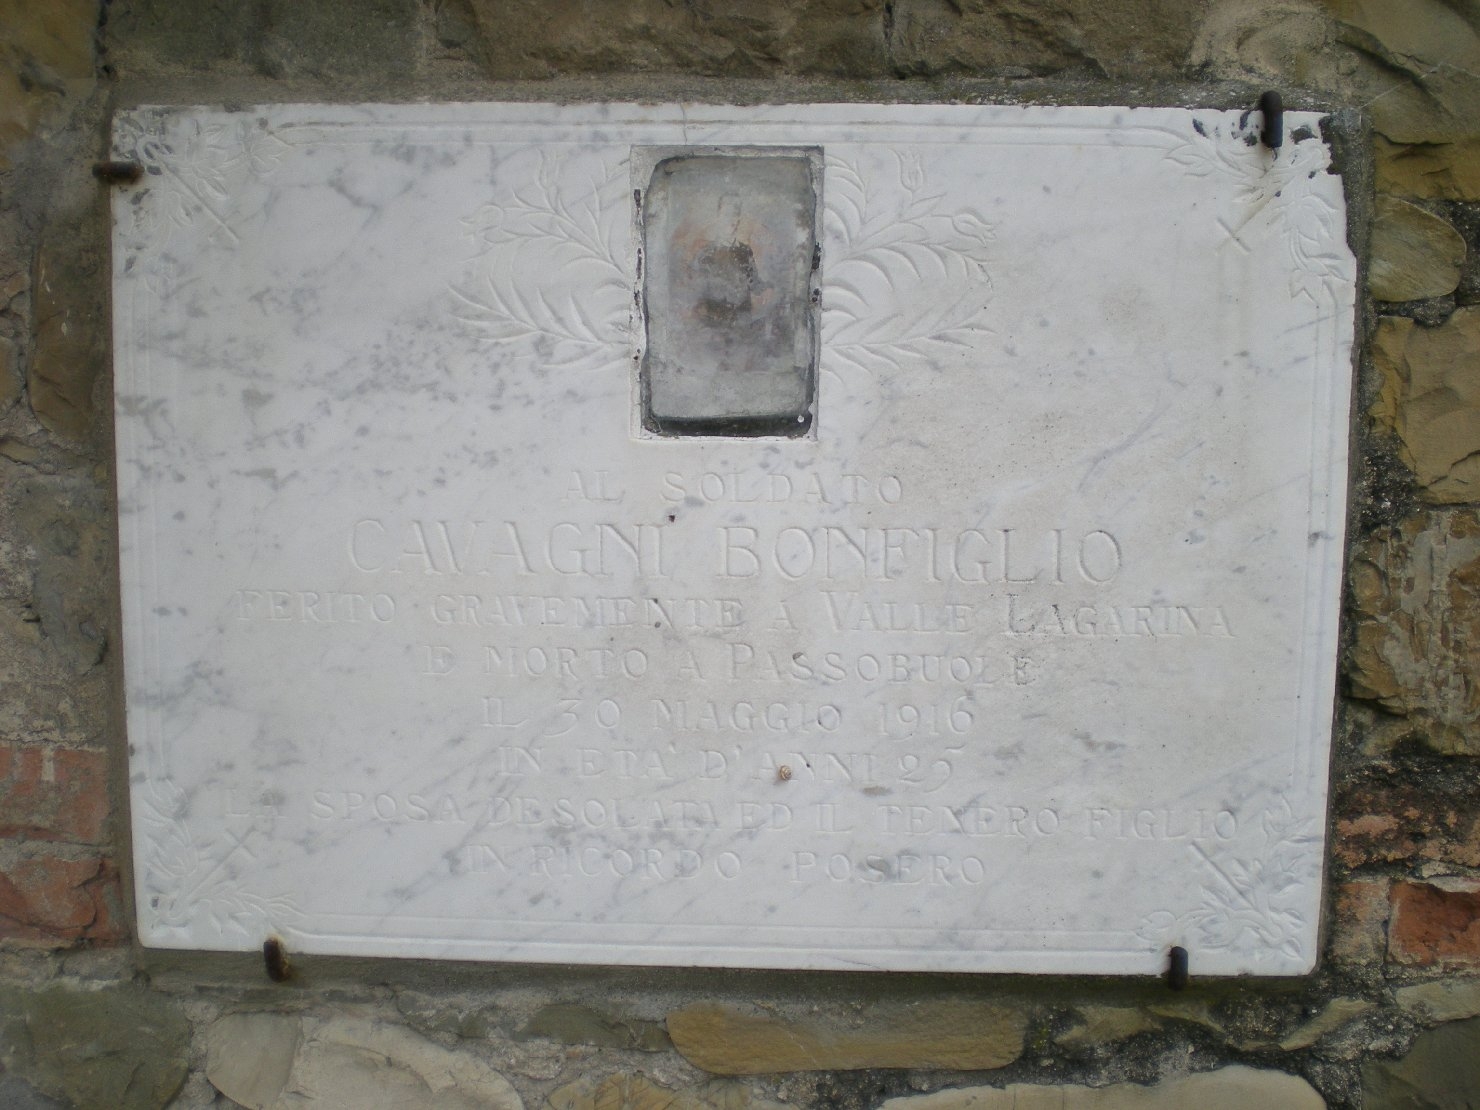 AL SOLDATO
CAVAGNI BONFIGLIO
FERITO GRAVEMENTE A VALLE LAGARINA
E MORTO A PASSOBUOLE
IL 30 MAGGIO 1916
IN ETÀ D'ANNI 25
LA SPOSA DESOLATA ED IL TENERO FIGLIO
IN RICORDO POSERO